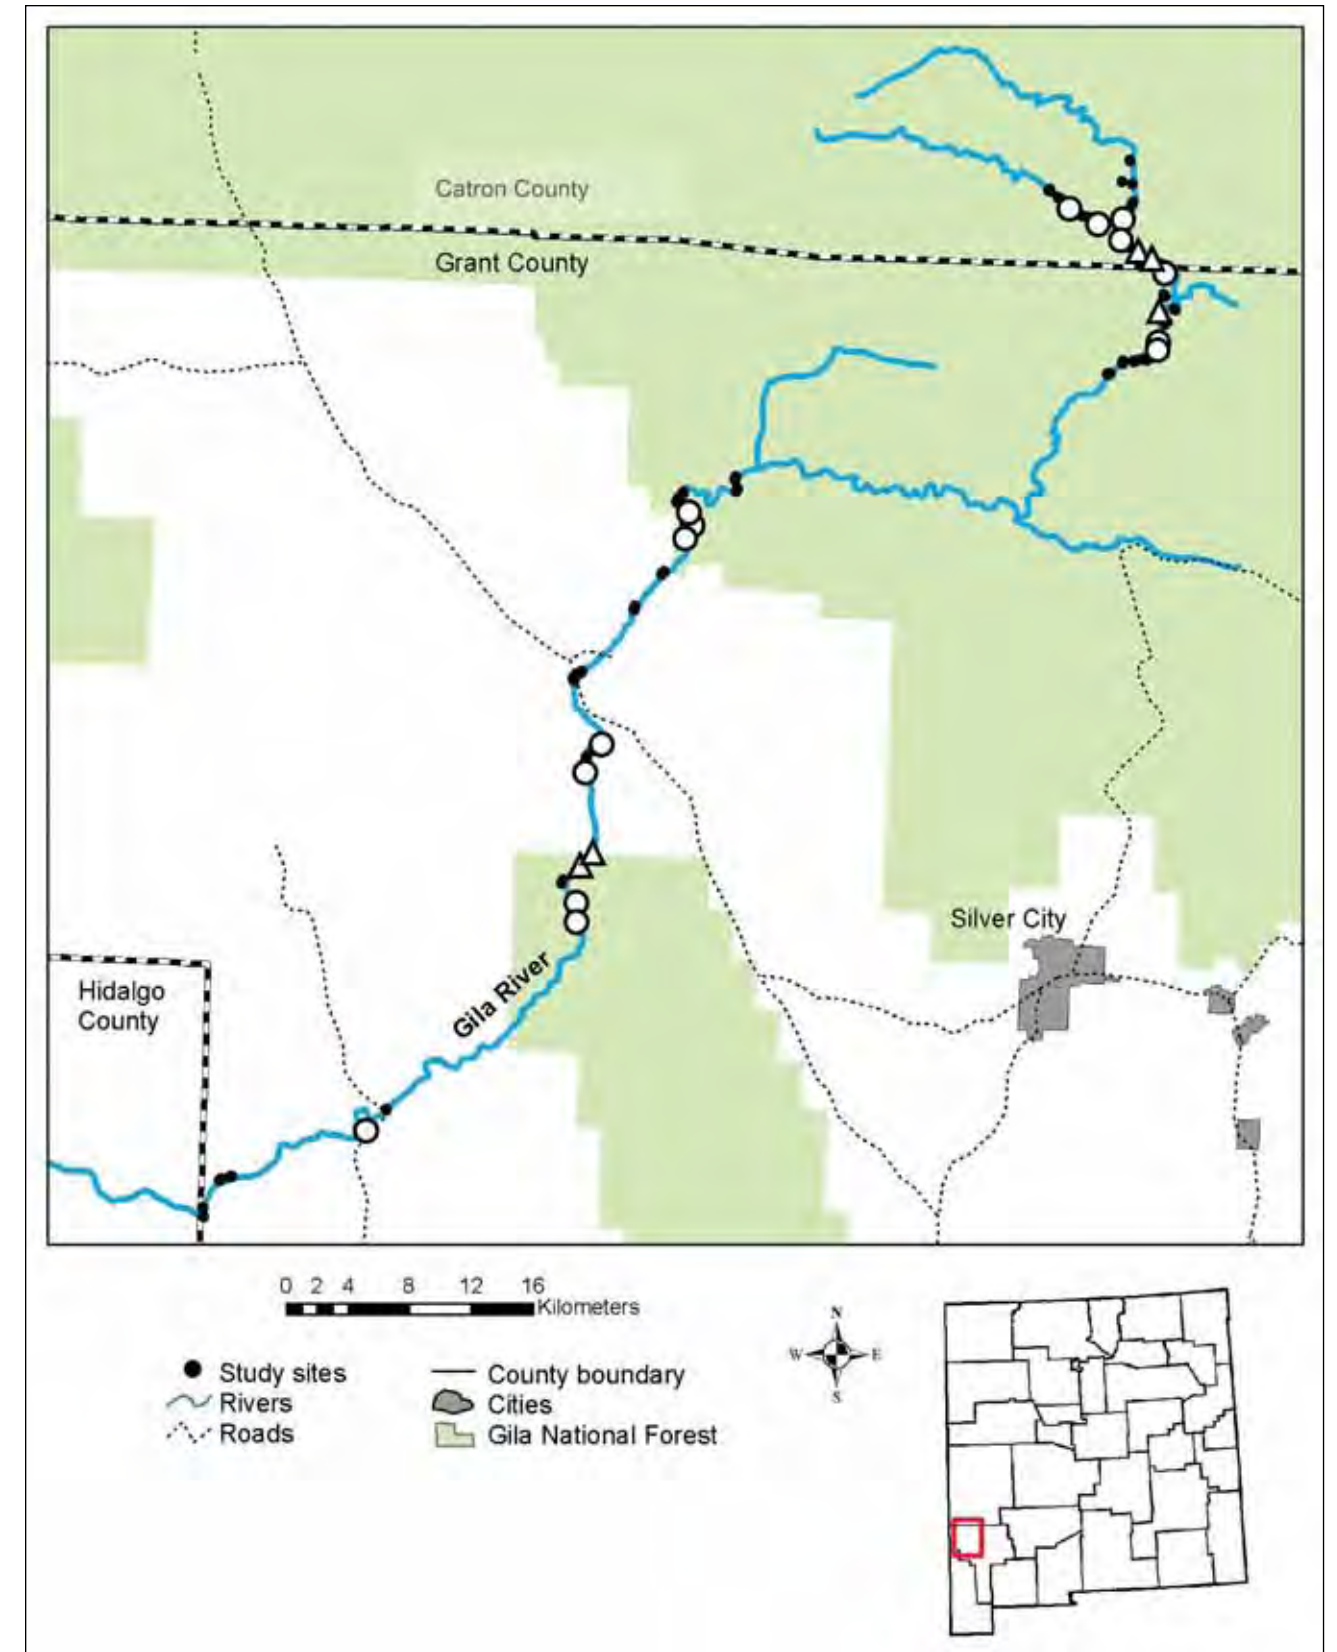 Catron County
Grant County
Silver City
Gila River
Hidalgo
County
0 2 4 8 12 16
Kilometers
N
W E
S
Study sites
Rivers
Roads
County boundary
Cities
Gila National Forest